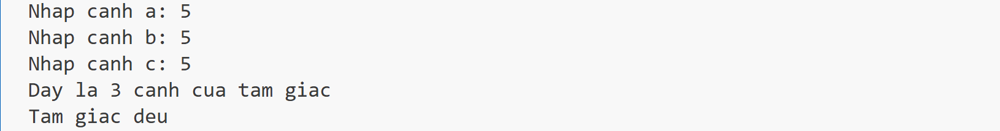 Nhap canh a: 5
Nhap canh b: 5
Nhap canh c: 5
Day la 3 canh cua tam giac
Tam giac deu